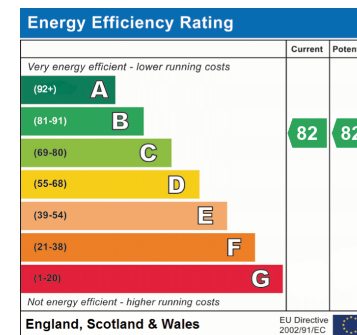 Energy Efficiency Rating
Current Poten
Very energy efficient - lower running costs
(92+) A
(81-91) B
82 82
(69-80) C
(55-68) D
(39-54) E
(21-38) F
(1-20) G
Not energy efficient - higher running costs
England, Scotland & Wales
EU Directive
2002/91/EC